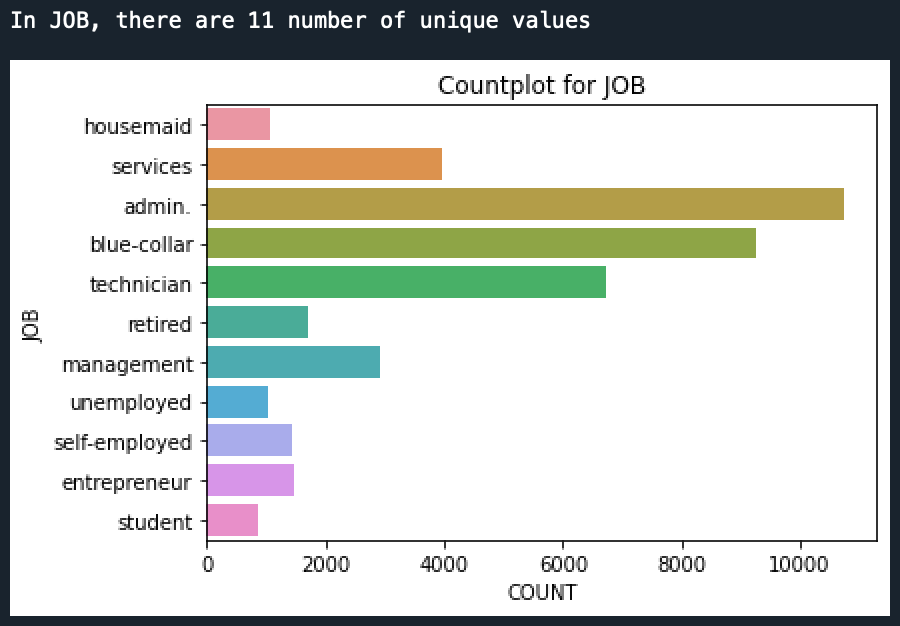 In JOB, there are 11 number of unique values
Countplot for JOB
housemaid
services
admin.
blue-collar
technician
retired
management
unemployed
self-employed
entrepreneur
student
JOB
0 2000 4000 6000 8000 10000
COUNT